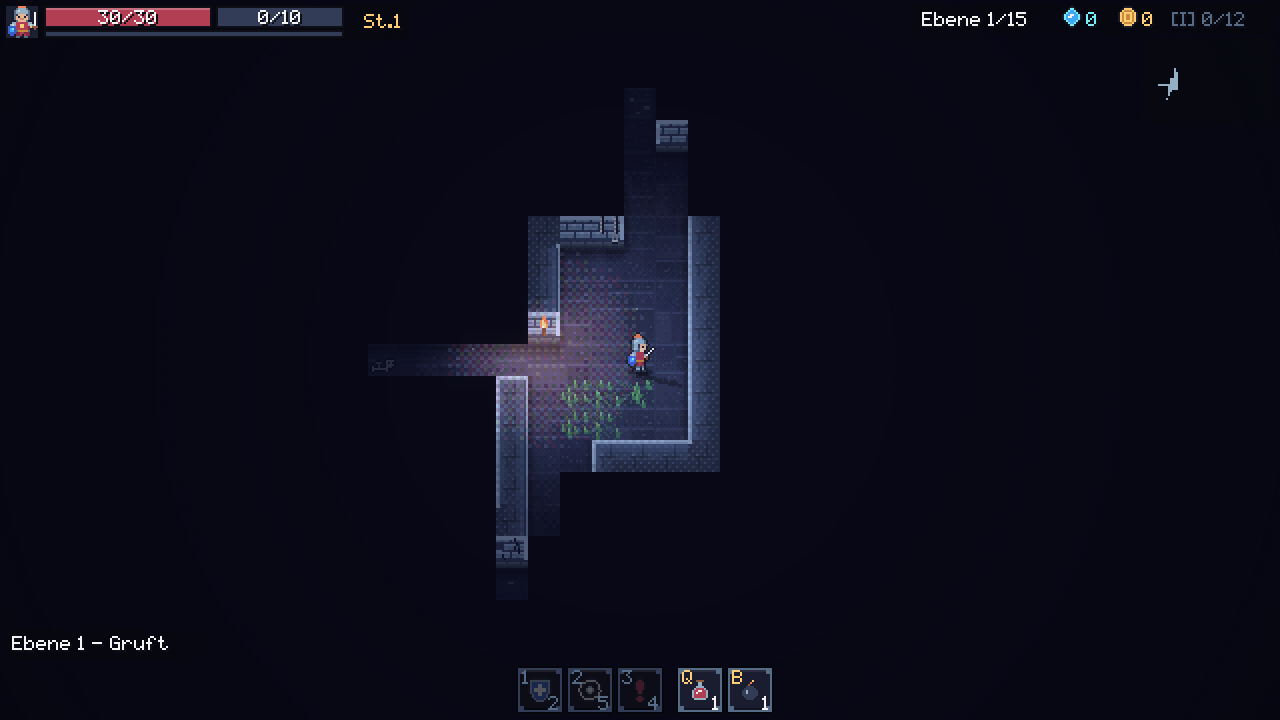 30/30
0/10
St.1
Ebene 1/15
0
0
[I] 0/12
Ebene 1 – Gruft
1
2
2
5
3
4
Q
1
B
1